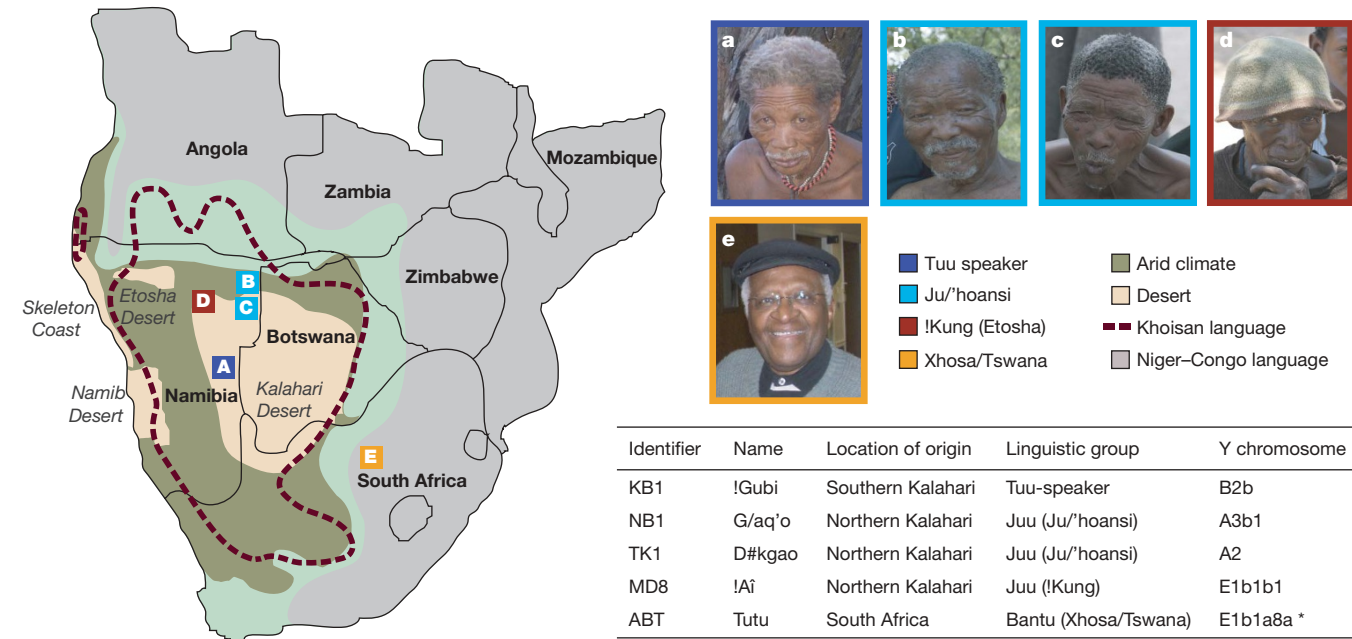 Angola
Zambia
Mozambique
Zimbabwe
Skeleton
Coast
Etosha
Desert
B
C
D
Botswana
A
Namibia
Namib
Desert
Kalahari
Desert
E
South Africa
a
b
c
d
e
Tuu speaker
Ju/'hoansi
!Kung (Etosha)
Xhosa/Tswana
Arid climate
Desert
Khoisan language
Niger–Congo language
Identifier Name Location of origin Linguistic group Y chromosome
KB1 !Gubi Southern Kalahari Tuu-speaker B2b
NB1 G/aq'o Northern Kalahari Juu (Ju/'hoansi) A3b1
TK1 D#kgao Northern Kalahari Juu (Ju/'hoansi) A2
MD8 !Aî Northern Kalahari Juu (!Kung) E1b1b1
ABT Tutu South Africa Bantu (Xhosa/Tswana) E1b1a8a *